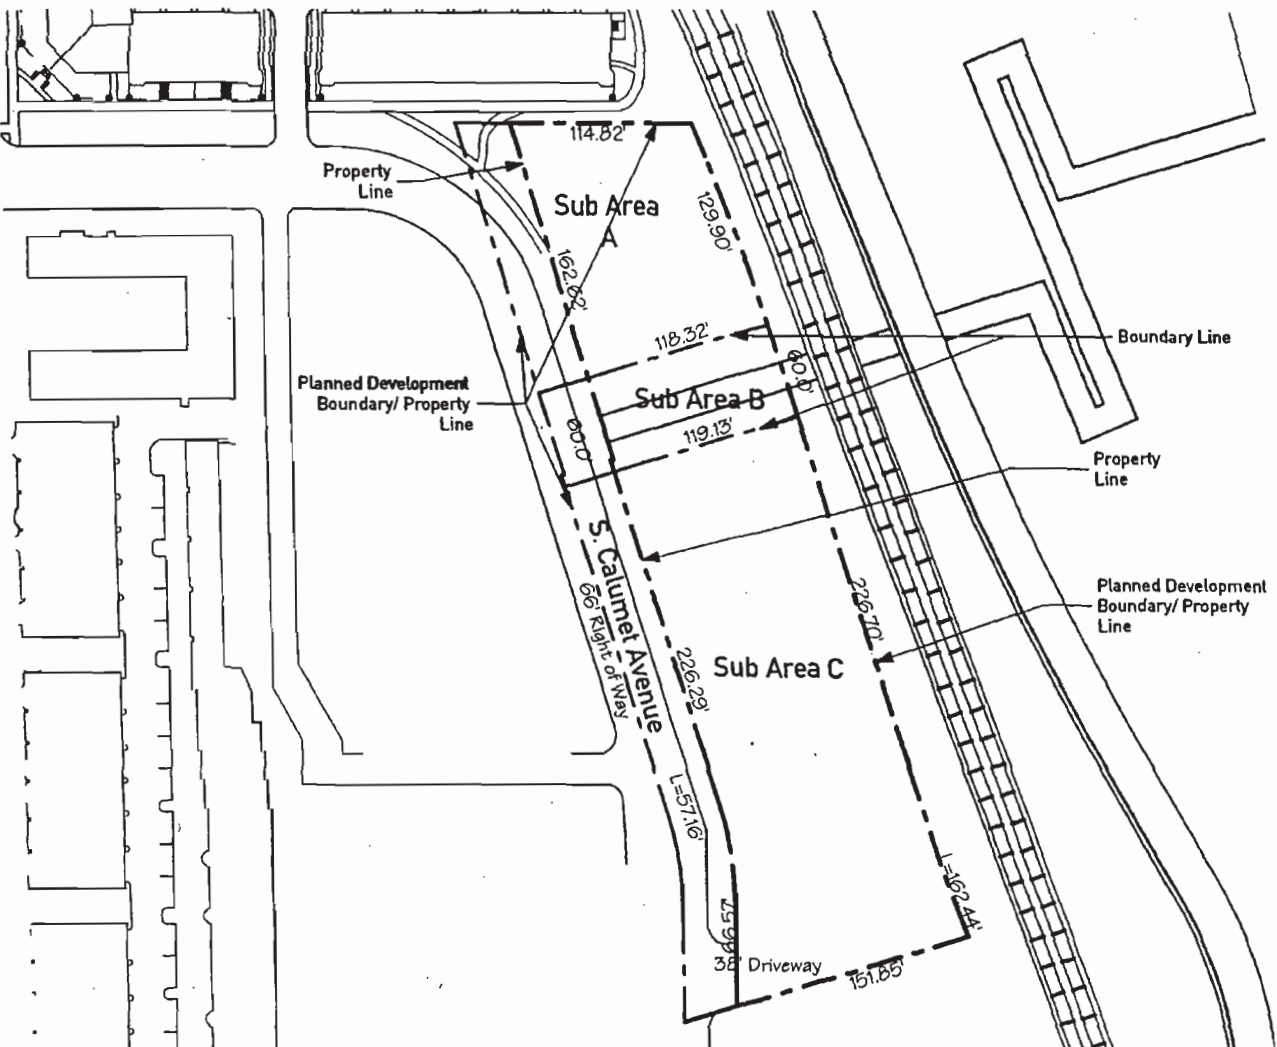 114.82'
Property
Line
Sub Area
A
129.90'
162.62'
118.32'
Boundary Line
60.0'
Planned Development
Boundary/ Property
Line
Sub Area B
60.0'
119.13'
Property
Line
S. Calumet Avenue
66' Right of Way
226.70'
Planned Development
Boundary/ Property
Line
226.29'
Sub Area C
L=57.16'
L=162.44'
66.57'
38' Driveway
151.85'